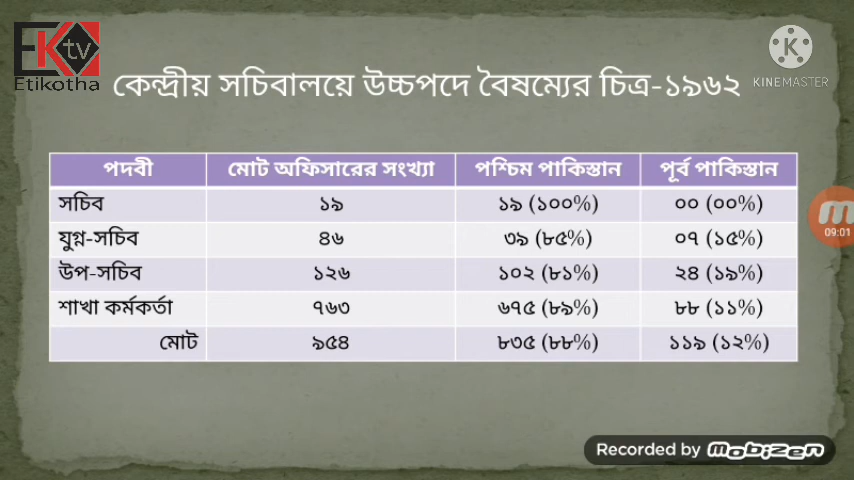 EKtv
Etikotha
কেন্দ্রীয় সচিবালয়ে উচ্চপদে বৈষম্যের চিত্র-১৯৬২
K
KINEMASTER
পদবী মোট অফিসারের সংখ্যা পশ্চিম পাকিস্তান পূর্ব পাকিস্তান
সচিব ১৯ ১৯ (১০০%) ০০ (০০%)
যুগ্ন-সচিব ৪৬ ৩৯ (৮৫%) ০৭ (১৫%)
উপ-সচিব ১২৬ ১০২ (৮১%) ২৪ (১৯%)
শাখা কর্মকর্তা ৭৬৩ ৬৭৫ (৮৯%) ৮৮ (১১%)
মোট ৯৫৪ ৮৩৫ (৮৮%) ১১৯ (১২%)
m
09:01
Recorded by mobizen